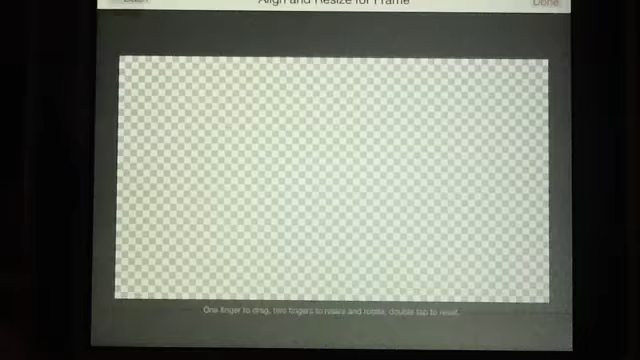 Align and Resize for Frame
Done
One finger to drag, two fingers to resize and rotate, double tap to reset.